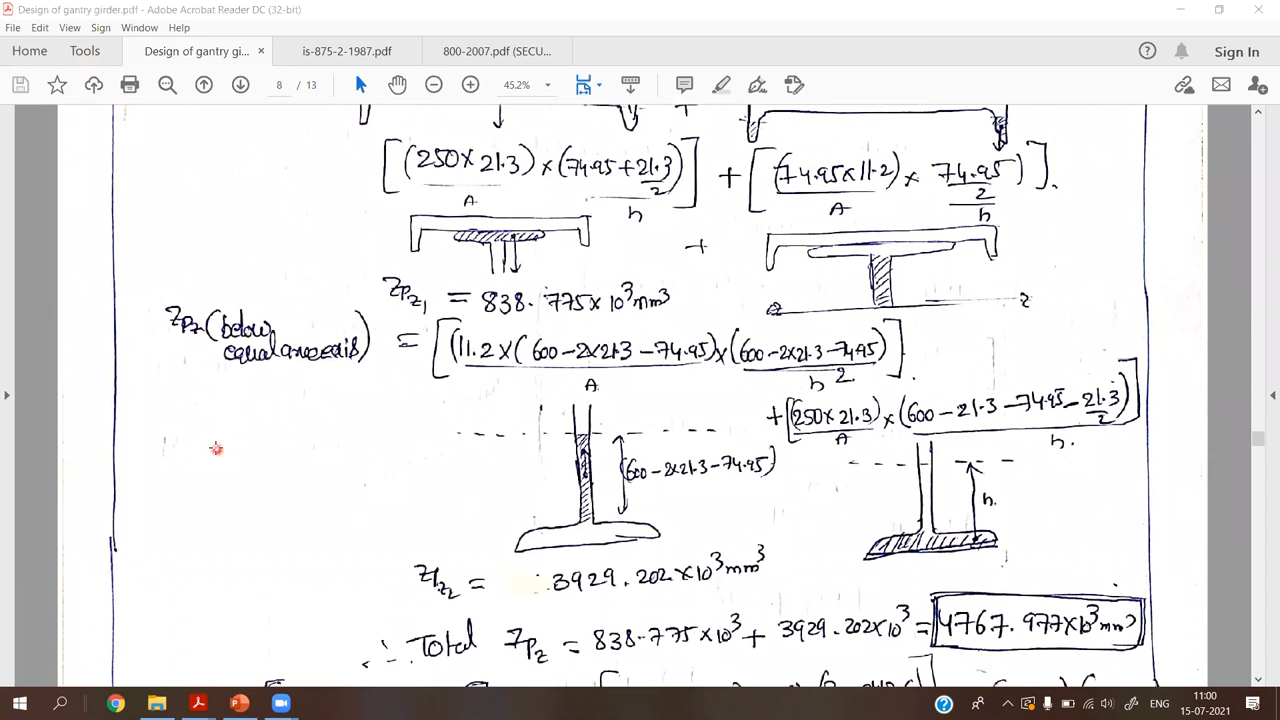 Design of gantry girder.pdf - Adobe Acrobat Reader DC (32-bit)
File Edit View Sign Window Help
Home Tools Design of gantry gi... × is-875-2-1987.pdf 800-2007.pdf (SECU... Sign In
8 / 13 45.2%
+
[(250×21.3)×(74.95+21.3/2)] + [(74.95×11.2)× 74.95/2)].
A. h A h
+
Zpz1 = 838.775×10³mm³
z z
Zpz (below equal area axis) = [(11.2×(600-2×21.3-74.95)×(600-2×21.3-74.95)/2].
A h
+[(250×21.3)×(600-21.3-74.95-21.3/2)]
A h.
(600-2×21.3-74.95)
h.
Zpz2 = 3929.202×10³mm³
∴ Total Zpz = 838.775×10³ + 3929.202×10³ = 4767.977×10³mm³
ENG 11:00
15-07-2021